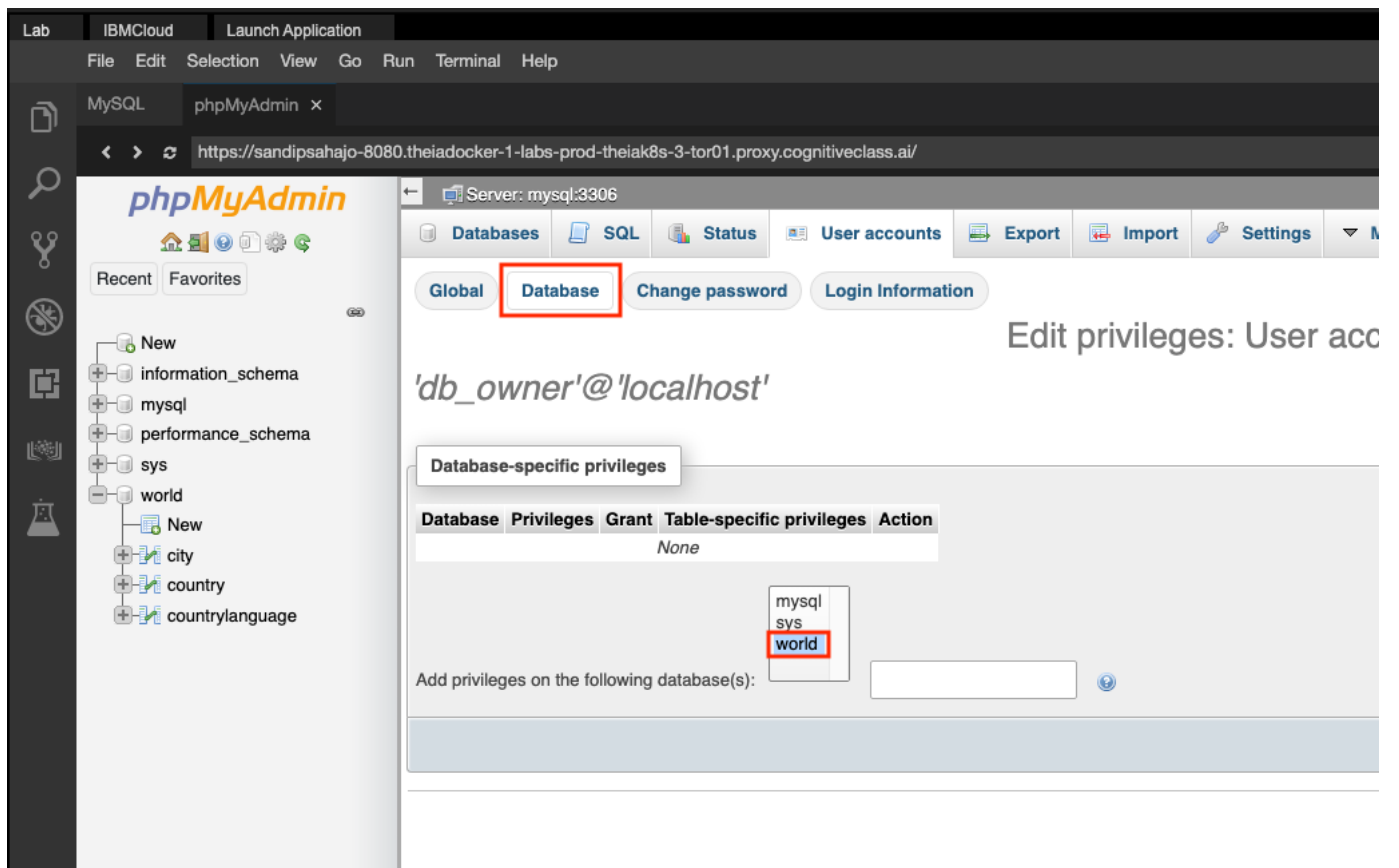 Lab IBMCloud Launch Application
File Edit Selection View Go Run Terminal Help
MySQL phpMyAdmin ×
https://sandipsahajo-8080.theiadocker-1-labs-prod-theiak8s-3-tor01.proxy.cognitiveclass.ai/
phpMyAdmin
Recent Favorites
New
information_schema
mysql
performance_schema
sys
world
New
city
country
countrylanguage
Server: mysql:3306
Databases SQL Status User accounts Export Import Settings M
Global Database Change password Login Information
Edit privileges: User acc
'db_owner'@'localhost'
Database-specific privileges
Database Privileges Grant Table-specific privileges Action
None
mysql
sys
world
Add privileges on the following database(s):